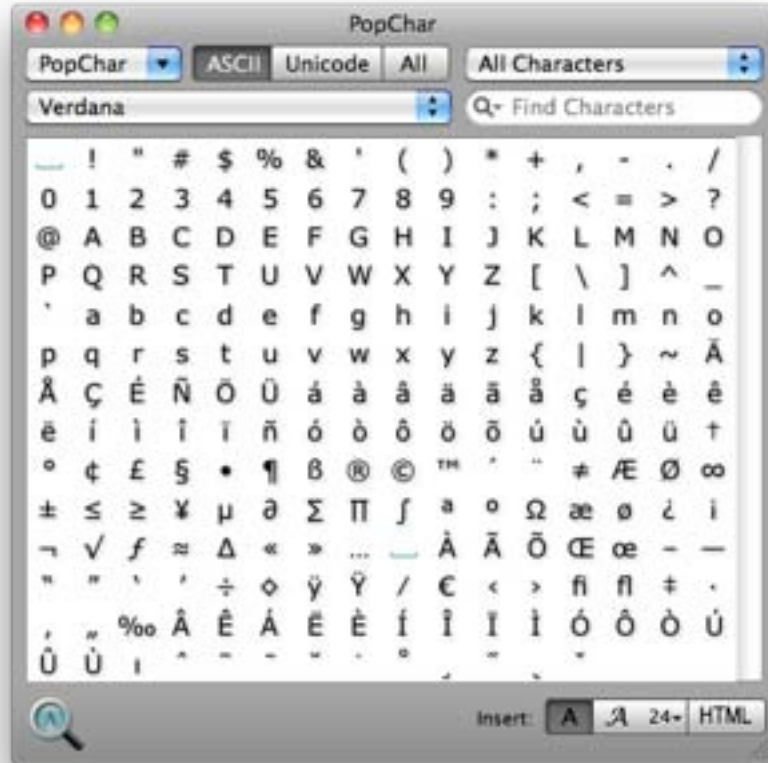 PopChar
PopChar ASCII Unicode All All Characters
Verdana Find Characters
! " # $ % & ' ( ) * + , - . /
0 1 2 3 4 5 6 7 8 9 : ; < = > ?
@ A B C D E F G H I J K L M N O
P Q R S T U V W X Y Z [ \ ] ^ _
` a b c d e f g h i j k l m n o
p q r s t u v w x y z { | } ~ Ä
Å Ç É Ñ Ö Ü á à â ä ã å ç é è ê
ë í ì î ï ñ ó ò ô ö õ ú ù û ü †
° ¢ £ § • ¶ ß ® © ™ ´ ¨ ≠ Æ Ø ∞
± ≤ ≥ ¥ µ ∂ Σ Π ∫ ª º Ω æ ø ¿ ¡
¬ √ ƒ ≈ Δ « » … À Ã Õ Œ œ – —
“ ” ‘ ’ ÷ ◊ ÿ Ÿ ⁄ € ‹ › fi fl ‡ ·
‚ „ ‰ Â Ê Á Ë È Í Î Ï Ì Ó Ô Ò Ú
Û Ù ı
Insert: A A 24 HTML